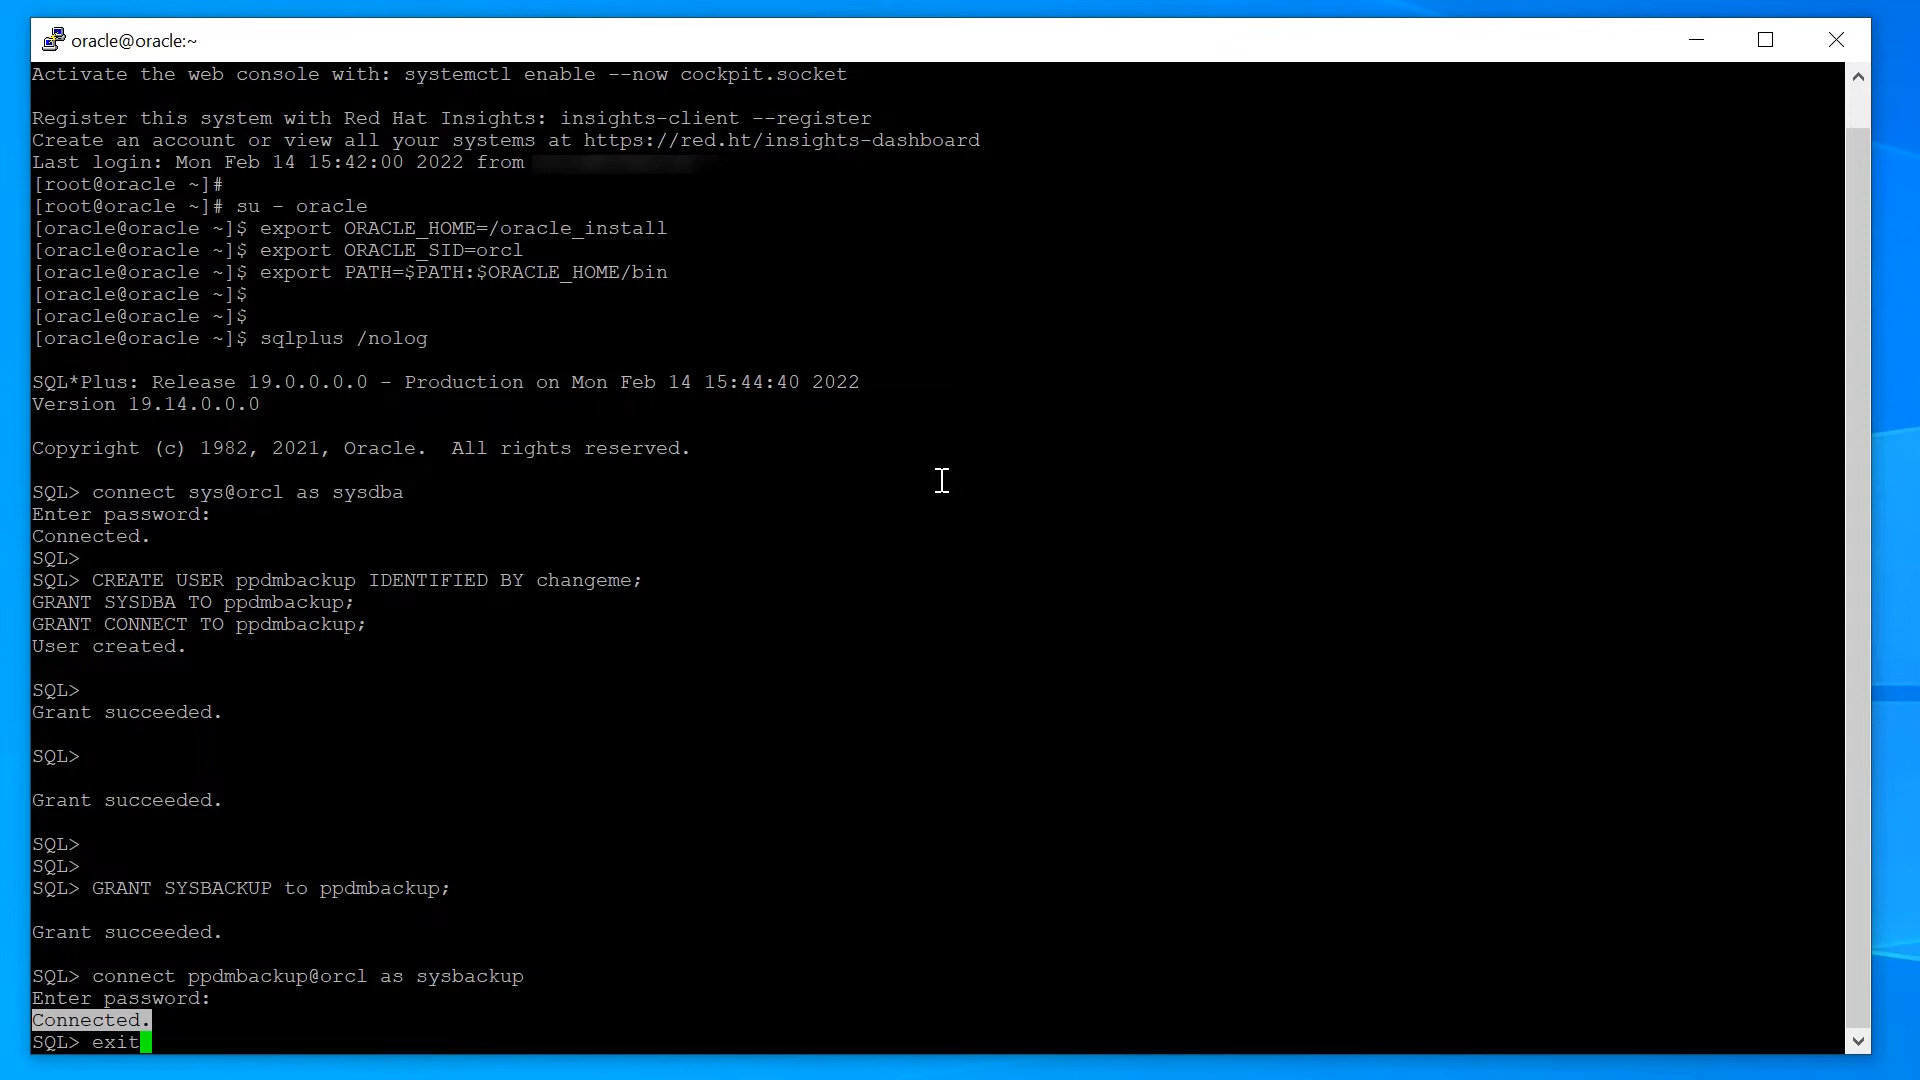 oracle@oracle:~
Activate the web console with: systemctl enable --now cockpit.socket
Register this system with Red Hat Insights: insights-client --register
Create an account or view all your systems at https://red.ht/insights-dashboard
Last login: Mon Feb 14 15:42:00 2022 from
[root@oracle ~]#
[root@oracle ~]# su - oracle
[oracle@oracle ~]$ export ORACLE_HOME=/oracle_install
[oracle@oracle ~]$ export ORACLE_SID=orcl
[oracle@oracle ~]$ export PATH=$PATH:$ORACLE_HOME/bin
[oracle@oracle ~]$
[oracle@oracle ~]$
[oracle@oracle ~]$ sqlplus /nolog
SQL*Plus: Release 19.0.0.0.0 - Production on Mon Feb 14 15:44:40 2022
Version 19.14.0.0.0
Copyright (c) 1982, 2021, Oracle.  All rights reserved.
SQL> connect sys@orcl as sysdba
Enter password:
Connected.
SQL>
SQL> CREATE USER ppdmbackup IDENTIFIED BY changeme;
GRANT SYSDBA TO ppdmbackup;
GRANT CONNECT TO ppdmbackup;
User created.
SQL>
Grant succeeded.
SQL>
Grant succeeded.
SQL>
SQL>
SQL> GRANT SYSBACKUP to ppdmbackup;
Grant succeeded.
SQL> connect ppdmbackup@orcl as sysbackup
Enter password:
Connected.
SQL> exit